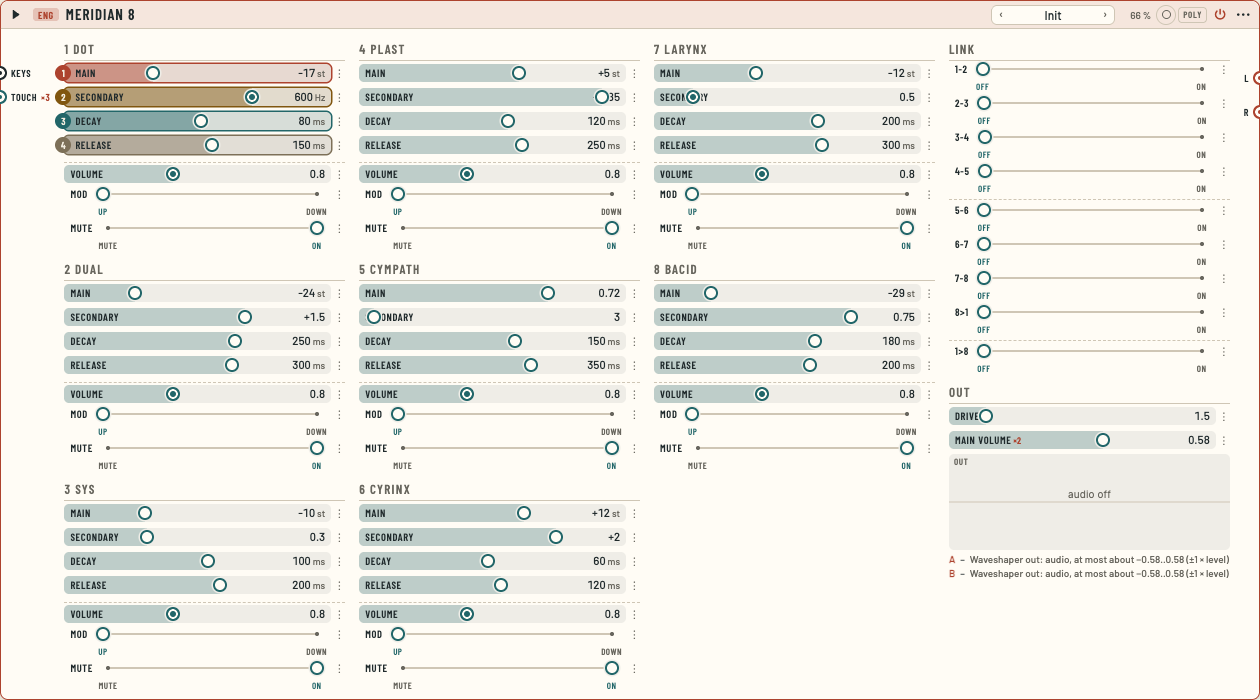 ENG MERIDIAN 8
‹ Init ›
66 % POLY
KEYS
TOUCH ×3
1 DOT
1 MAIN -17 st
2 SECONDARY 600 Hz
3 DECAY 80 ms
4 RELEASE 150 ms
VOLUME 0.8
MOD
UP DOWN
MUTE
MUTE ON
2 DUAL
MAIN -24 st
SECONDARY +1.5
DECAY 250 ms
RELEASE 300 ms
VOLUME 0.8
MOD
UP DOWN
MUTE
MUTE ON
3 SYS
MAIN -10 st
SECONDARY 0.3
DECAY 100 ms
RELEASE 200 ms
VOLUME 0.8
MOD
UP DOWN
MUTE
MUTE ON
4 PLAST
MAIN +5 st
SECONDARY
DECAY 120 ms
RELEASE 250 ms
VOLUME 0.8
MOD
UP DOWN
MUTE
MUTE ON
5 CYMPATH
MAIN 0.72
3
DECAY 150 ms
RELEASE 350 ms
VOLUME 0.8
MOD
UP DOWN
MUTE
MUTE ON
6 CYRINX
MAIN +12 st
SECONDARY +2
DECAY 60 ms
RELEASE 120 ms
VOLUME 0.8
MOD
UP DOWN
MUTE
MUTE ON
7 LARYNX
MAIN -12 st
0.5
DECAY 200 ms
RELEASE 300 ms
VOLUME 0.8
MOD
UP DOWN
MUTE
MUTE ON
8 BACID
MAIN -29 st
SECONDARY 0.75
DECAY 180 ms
RELEASE 200 ms
VOLUME 0.8
MOD
UP DOWN
MUTE
MUTE ON
LINK
1-2
OFF ON
2-3
OFF ON
3-4
OFF ON
4-5
OFF ON
5-6
OFF ON
6-7
OFF ON
7-8
OFF ON
8>1
OFF ON
1>8
OFF ON
OUT
DRIVE 1.5
MAIN VOLUME ×2 0.58
OUT
audio off
A – Waveshaper out: audio, at most about −0.58..0.58 (±1 × level)
B – Waveshaper out: audio, at most about −0.58..0.58 (±1 × level)
L
R